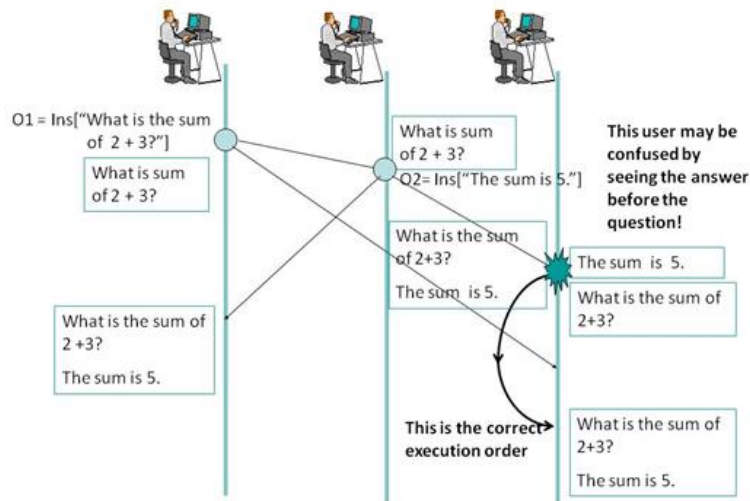 O1 = Ins["What is the sum
of 2 + 3?"]
What is sum
of 2 + 3?
What is the sum of
2 +3?
The sum is 5.
What is sum
of 2 + 3?
O2= Ins["The sum is 5."]
What is the sum
of 2+3?
The sum is 5.
This is the correct
execution order
This user may be
confused by
seeing the answer
before the
question!
The sum is 5.
What is the sum of
2+3?
What is the sum of
2+3?
The sum is 5.